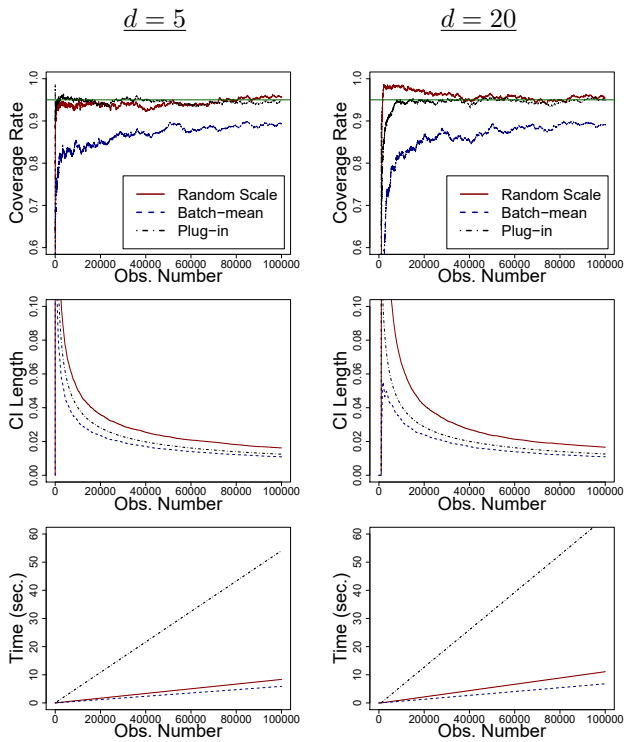 d = 5
d = 20
Coverage Rate
0.6 0.7 0.8 0.9 1.0
Random Scale
Batch−mean
Plug−in
0 20000 40000 60000 80000 100000
Obs. Number
Coverage Rate
0.6 0.7 0.8 0.9 1.0
Random Scale
Batch−mean
Plug−in
0 20000 40000 60000 80000 100000
Obs. Number
CI Length
0.00 0.02 0.04 0.06 0.08 0.10
0 20000 40000 60000 80000 100000
Obs. Number
CI Length
0.00 0.02 0.04 0.06 0.08 0.10
0 20000 40000 60000 80000 100000
Obs. Number
Time (sec.)
0 10 20 30 40 50 60
0 20000 40000 60000 80000 100000
Obs. Number
Time (sec.)
0 10 20 30 40 50 60
0 20000 40000 60000 80000 100000
Obs. Number